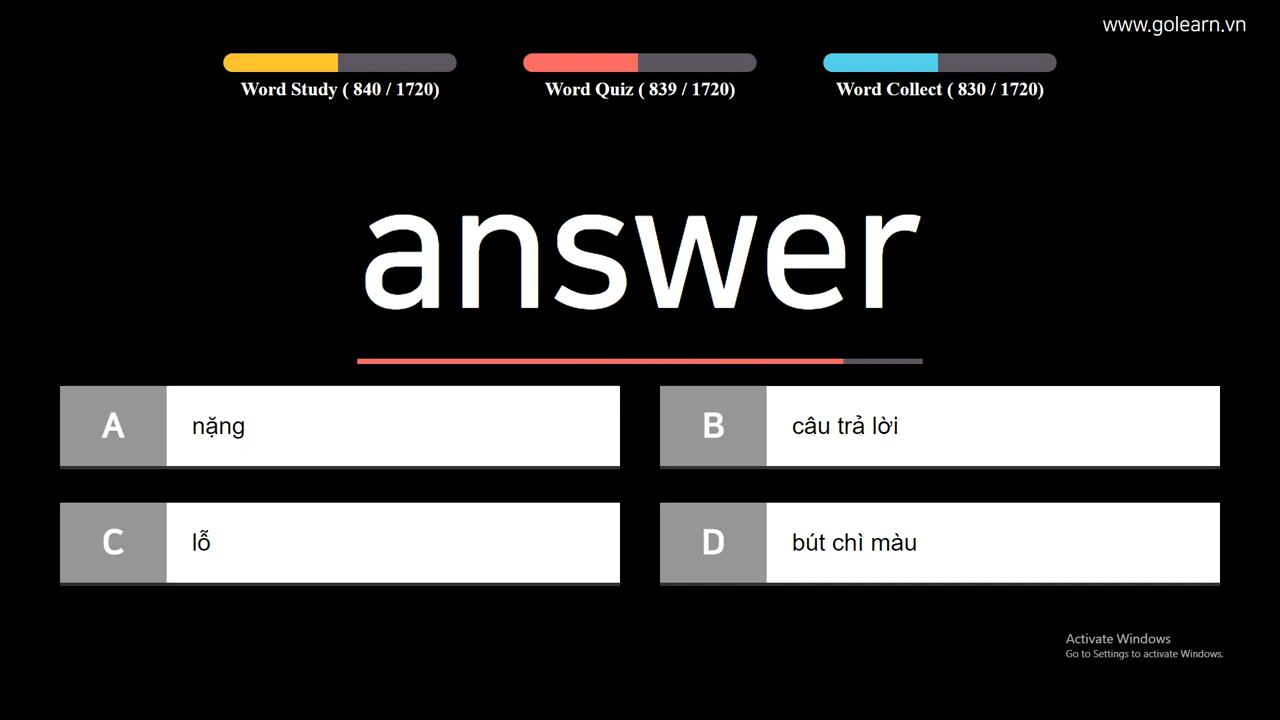 www.golearn.vn
Word Study ( 840 / 1720)
Word Quiz ( 839 / 1720)
Word Collect ( 830 / 1720)
answer
A nặng
B câu trả lời
C lỗ
D bút chì màu
Activate Windows
Go to Settings to activate Windows.